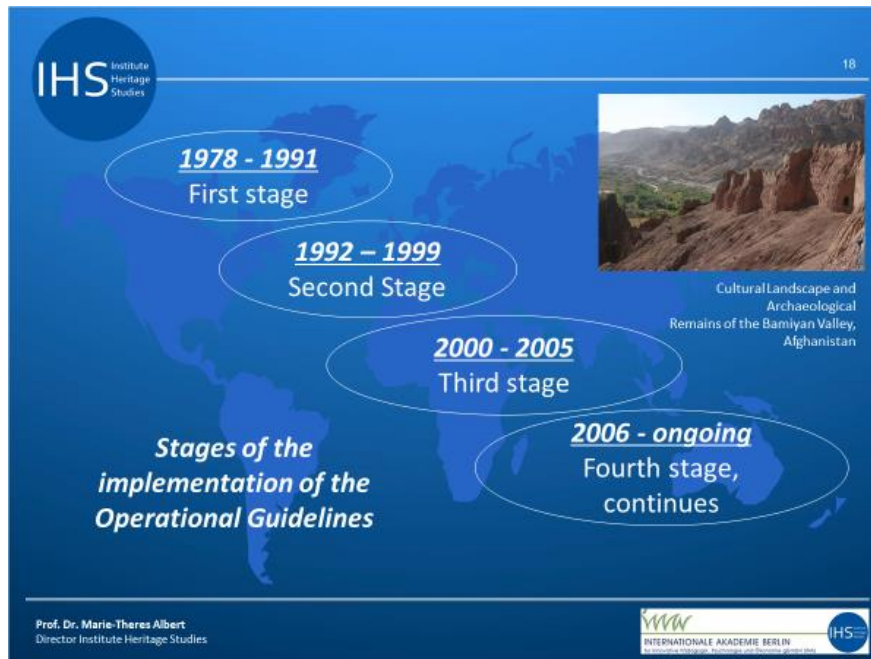 IHS
Institute
Heritage
Studies
18
1978 - 1991
First stage
1992 – 1999
Second Stage
2000 - 2005
Third stage
2006 - ongoing
Fourth stage,
continues
Cultural Landscape and
Archaeological
Remains of the Bamiyan Valley,
Afghanistan
Stages of the
implementation of the
Operational Guidelines
Prof. Dr. Marie-Theres Albert
Director Institute Heritage Studies
INTERNATIONALE AKADEMIE BERLIN
IHS